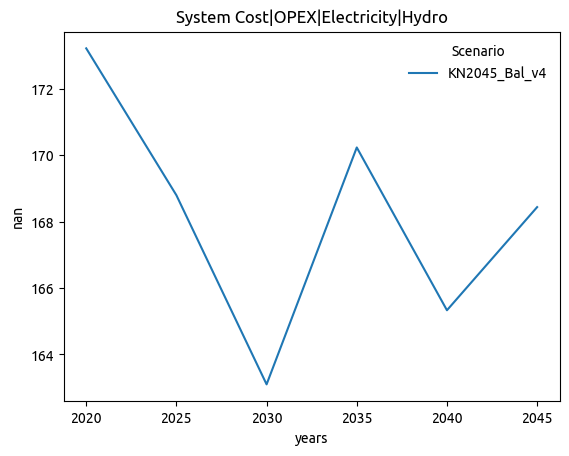 System Cost|OPEX|Electricity|Hydro
Scenario
KN2045_Bal_v4
172
170
168
166
164
nan
2020 2025 2030 2035 2040 2045
years